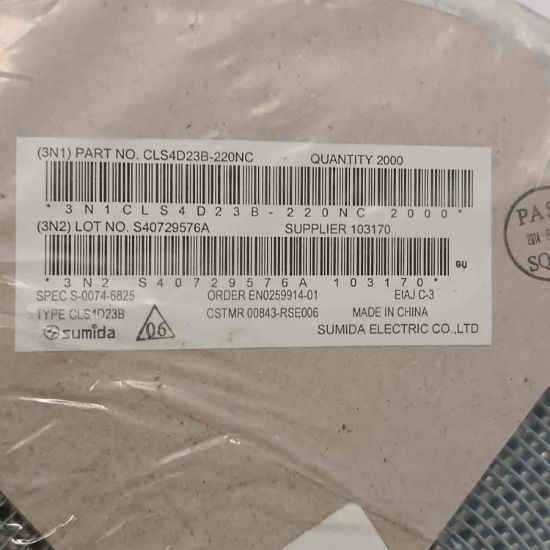 (3N1) PART NO. CLS4D23B-220NC QUANTITY 2000
*3N1CLS4D23B-220NC 2000*
(3N2) LOT NO. S40729576A SUPPLIER 103170
*3N2 S40729576A 103170*
GU
SPEC S-0074-6825 ORDER EN0259914-01 EIAJ C-3
TYPE CLS4D23B CSTMR 00843-RSE006 MADE IN CHINA
sumida 06 SUMIDA ELECTRIC CO.,LTD